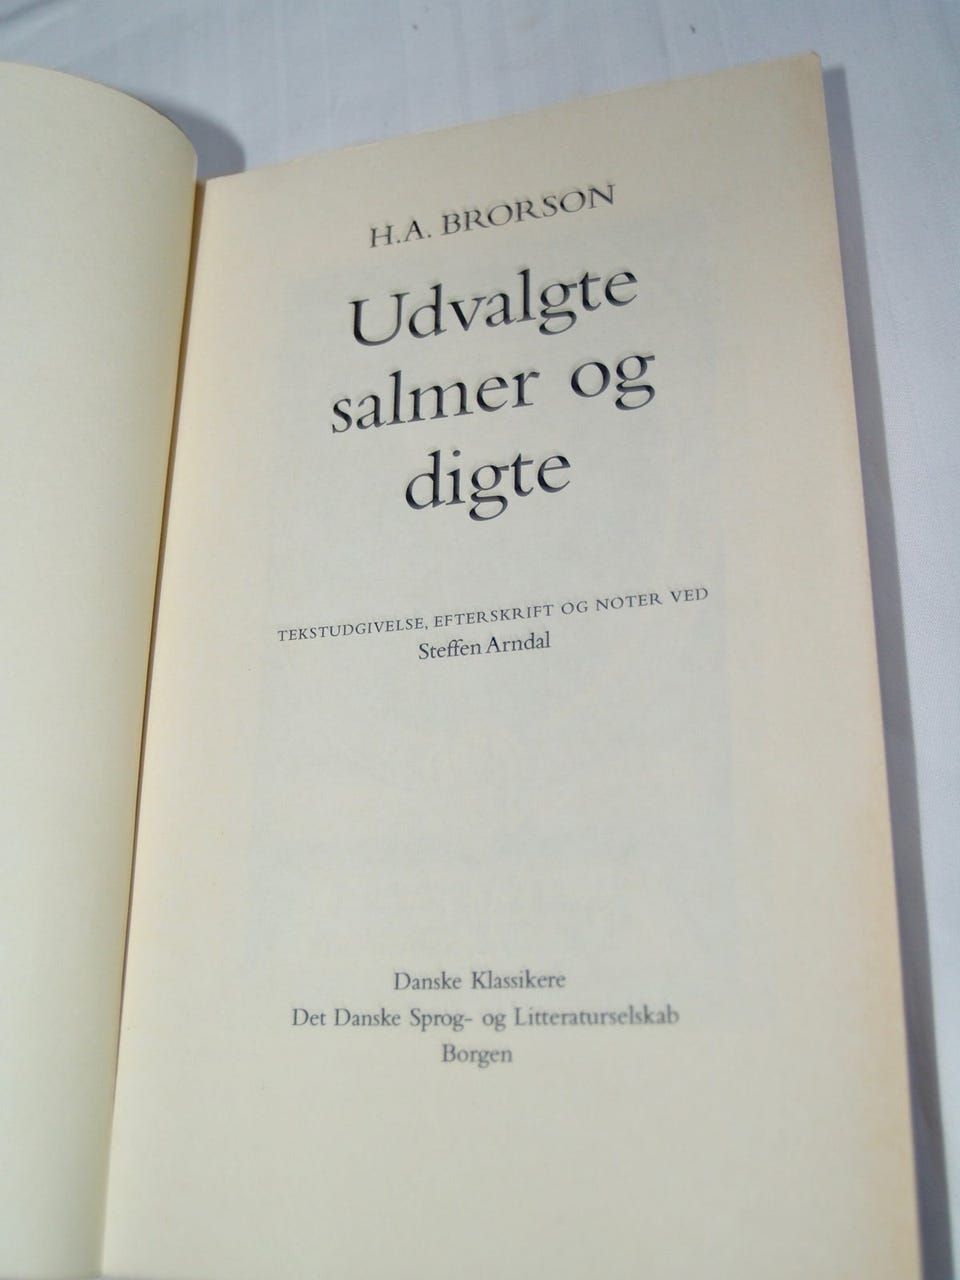 H.A. BRORSON
Udvalgte
salmer og
digte
TEKSTUDGIVELSE, EFTERSKRIFT OG NOTER VED
Steffen Arndal
Danske Klassikere
Det Danske Sprog- og Litteraturselskab
Borgen